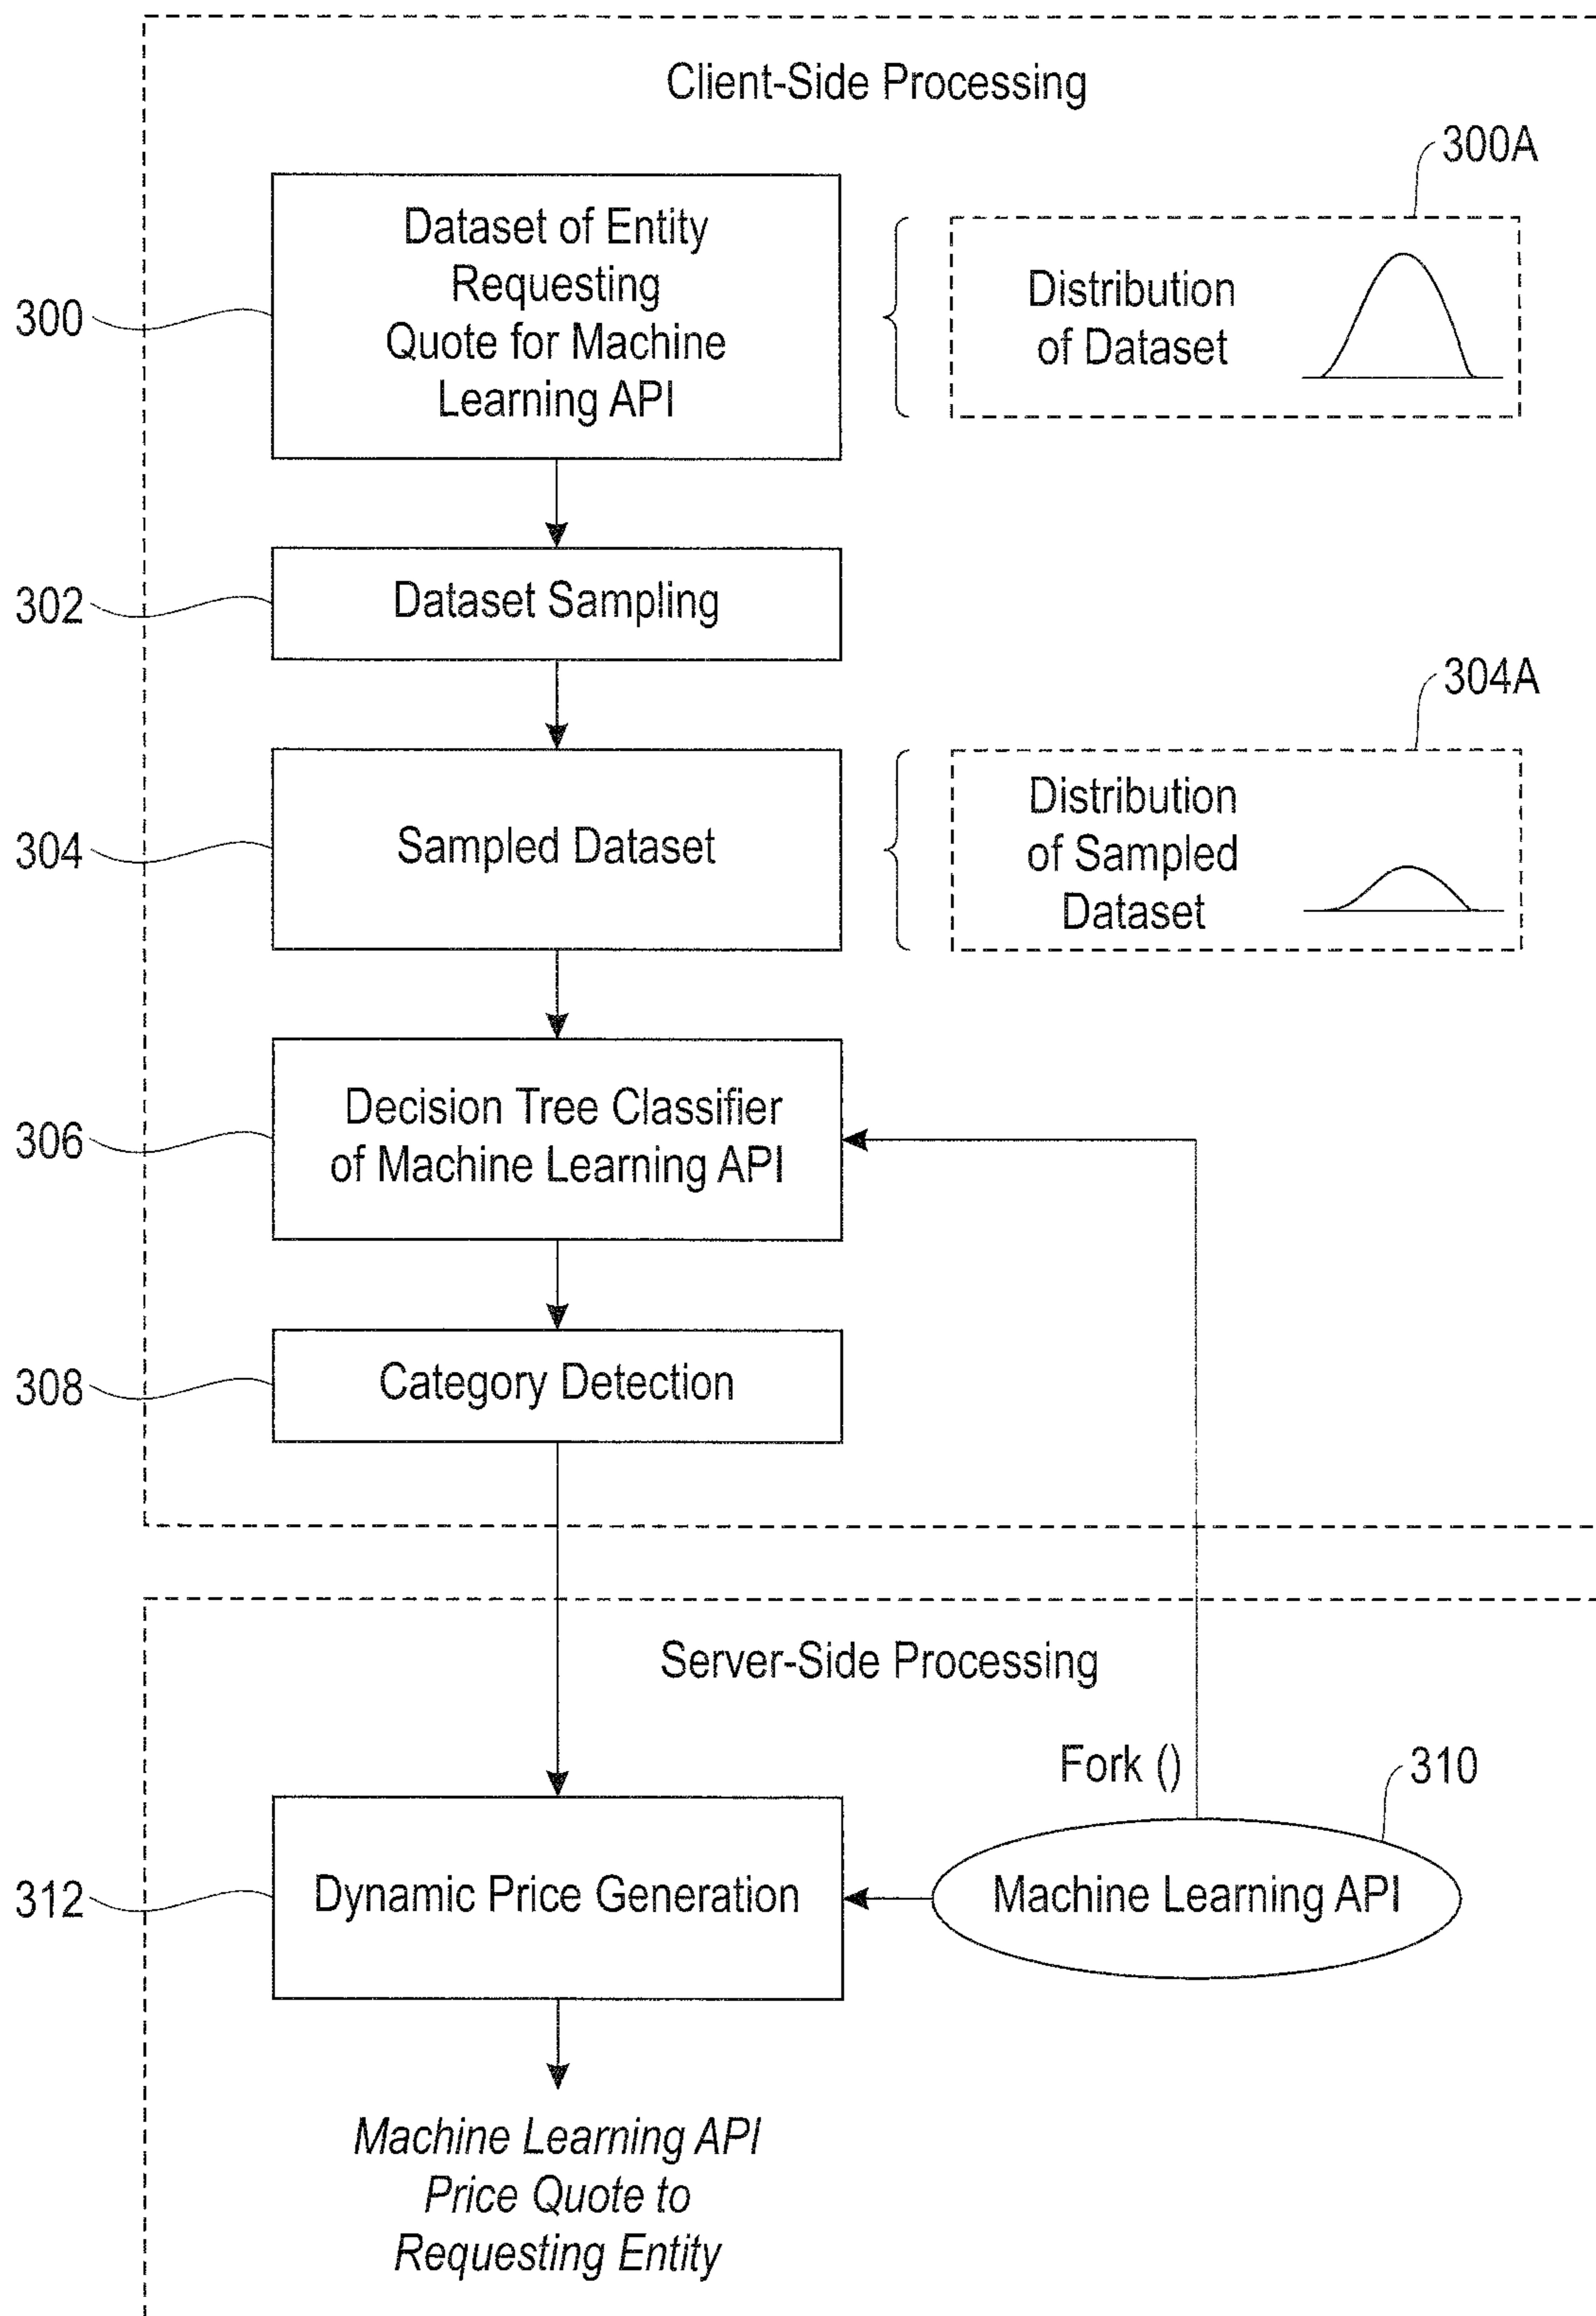 Client-Side Processing
300A
Dataset of Entity
Requesting
Quote for Machine
Learning API
300
Distribution
of Dataset
302
Dataset Sampling
304A
304
Sampled Dataset
Distribution
of Sampled
Dataset
306
Decision Tree Classifier
of Machine Learning API
308
Category Detection
Server-Side Processing
Fork ()
310
312
Dynamic Price Generation
Machine Learning API
Machine Learning API
Price Quote to
Requesting Entity